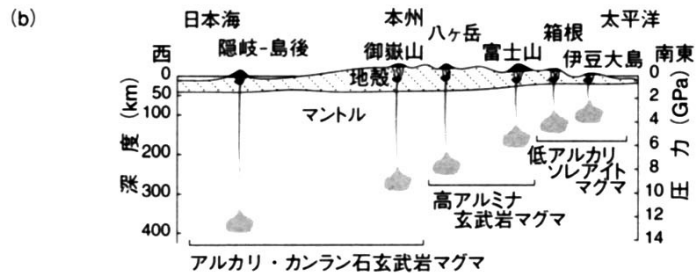 (b)
日本海 本州 八ヶ岳 箱根 太平洋
西 隠岐-島後 御嶽山 富士山 伊豆大島 南東
0 地殻 0
50 マントル 2
100 4
200 低アルカリ 6
ソレアイト 8
マグマ
300 高アルミナ 10
玄武岩マグマ 12
400 14
アルカリ・カンラン石玄武岩マグマ
深度(km)
圧力(GPa)